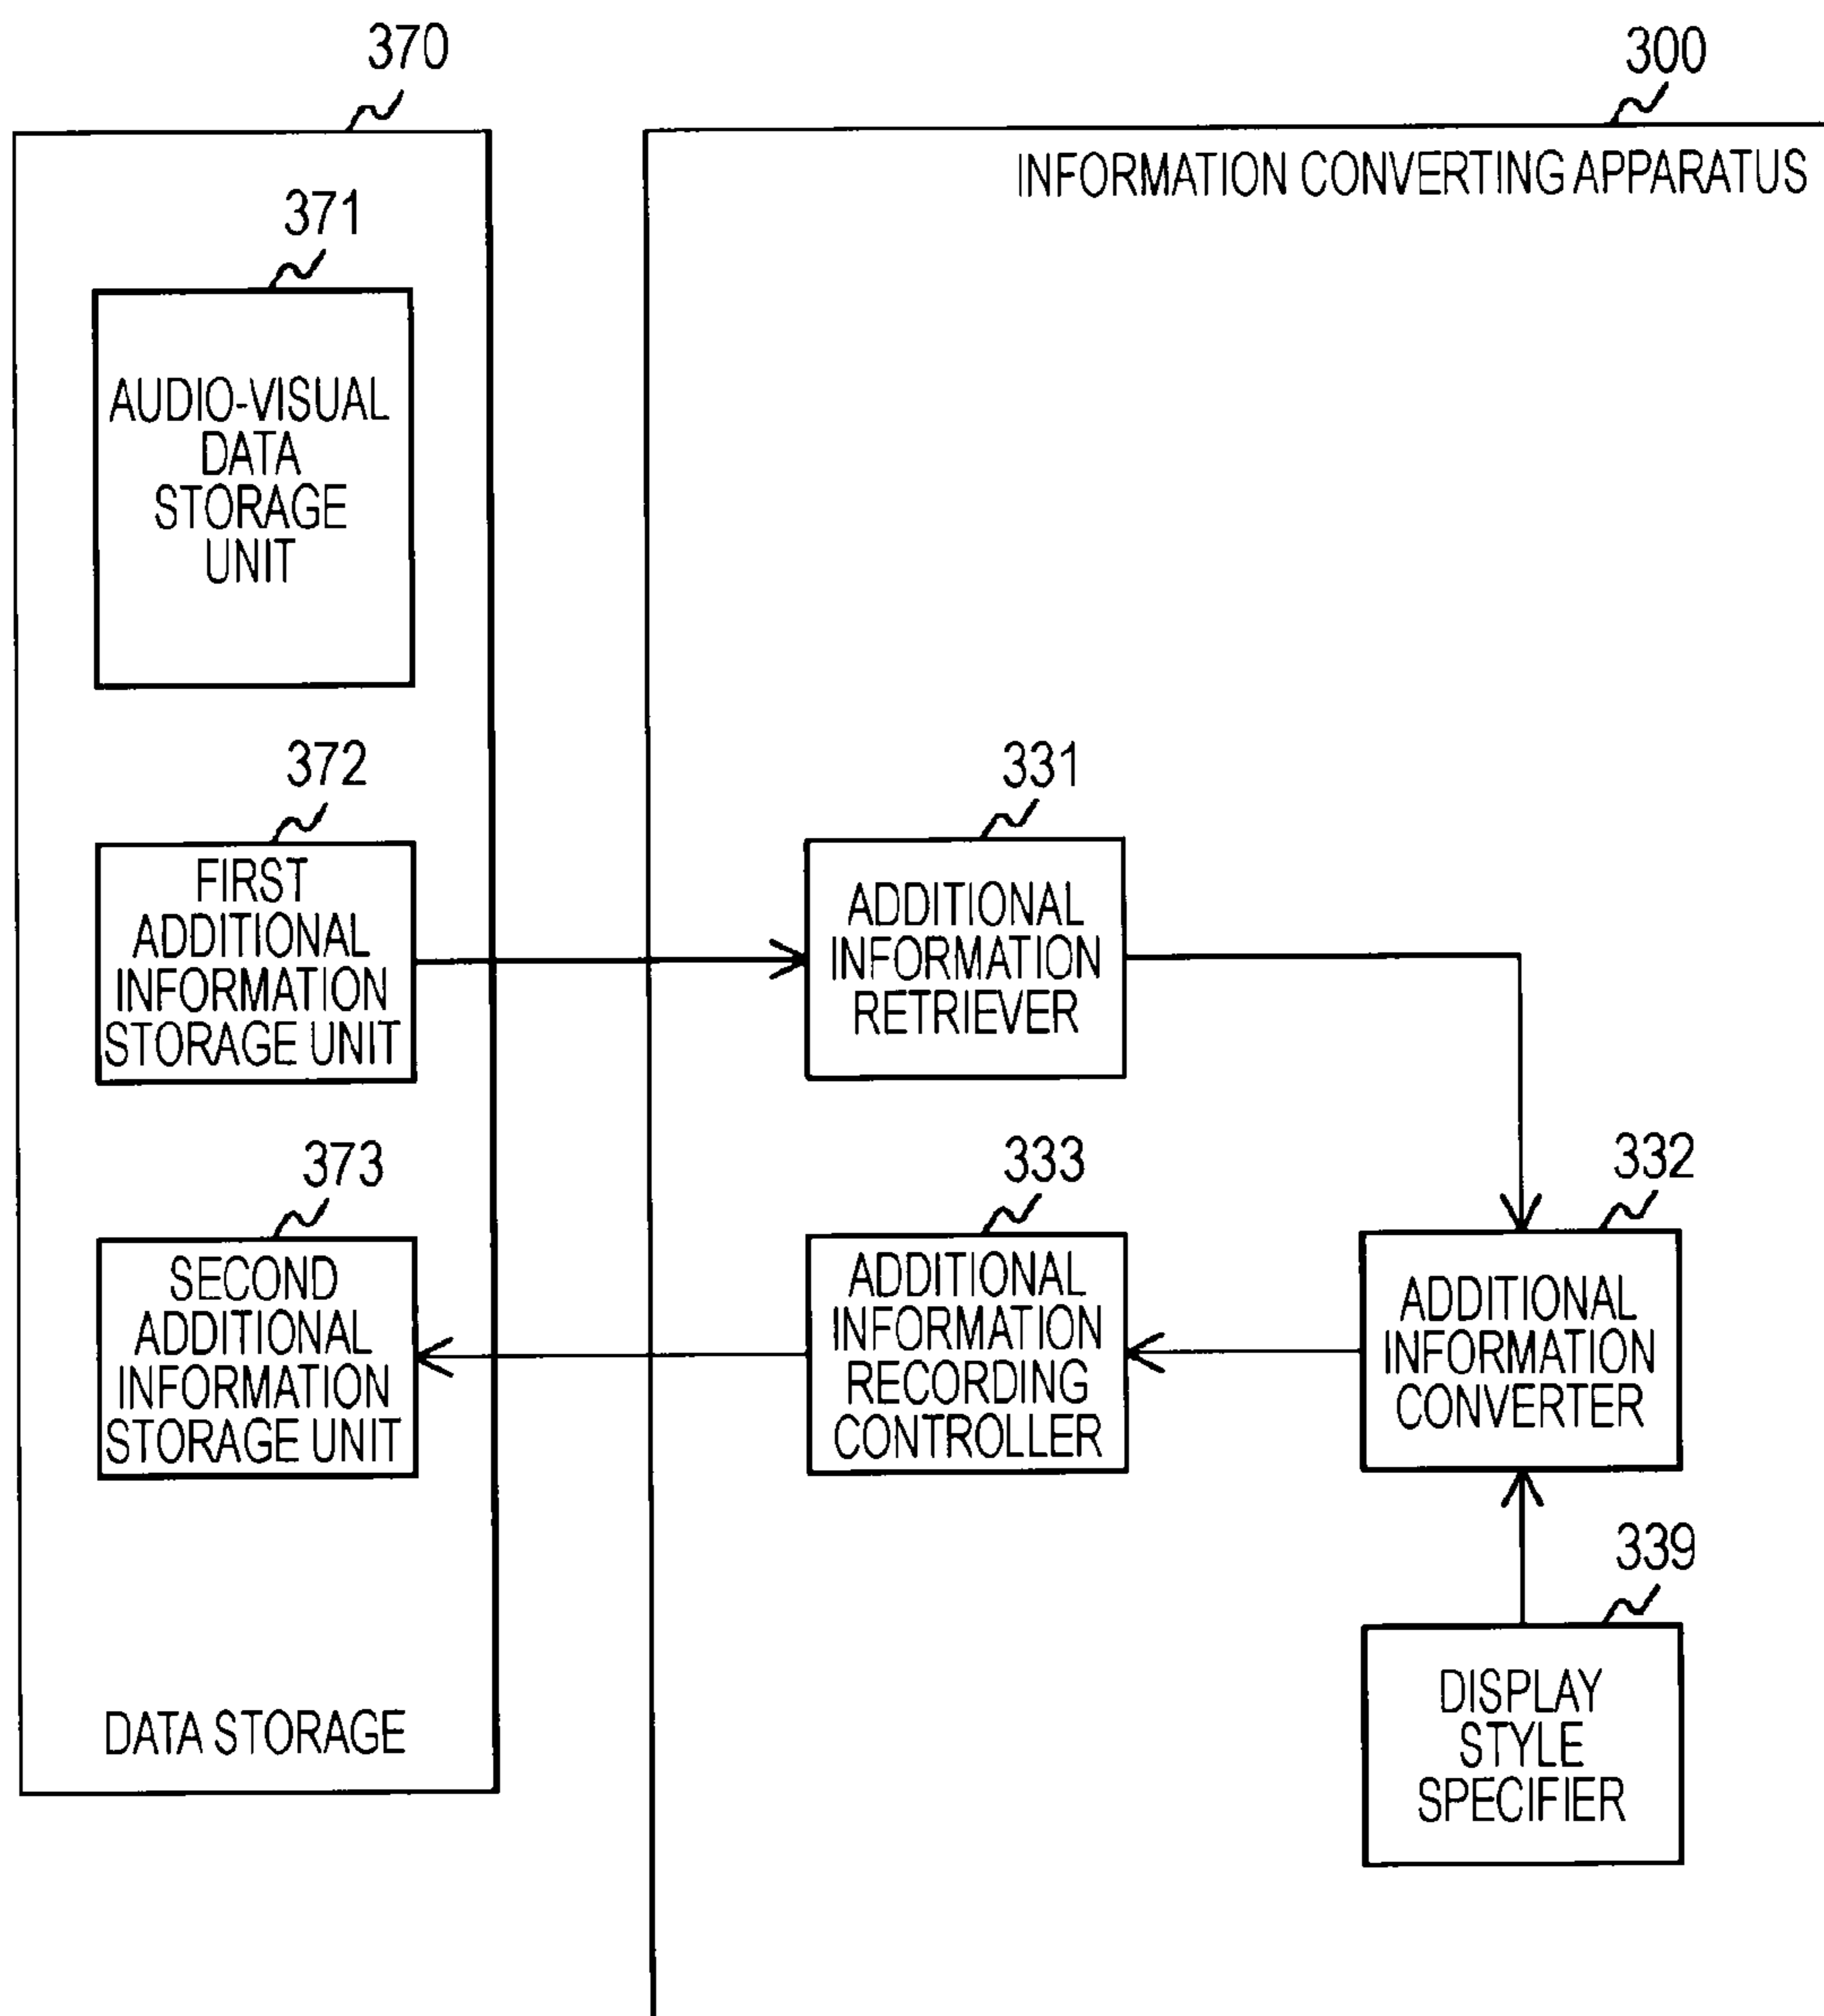 370
300
INFORMATION CONVERTING APPARATUS
371
AUDIO-VISUAL
DATA
STORAGE
UNIT
372
FIRST
ADDITIONAL
INFORMATION
STORAGE UNIT
331
ADDITIONAL
INFORMATION
RETRIEVER
373
SECOND
ADDITIONAL
INFORMATION
STORAGE UNIT
333
ADDITIONAL
INFORMATION
RECORDING
CONTROLLER
332
ADDITIONAL
INFORMATION
CONVERTER
339
DISPLAY
STYLE
SPECIFIER
DATA STORAGE